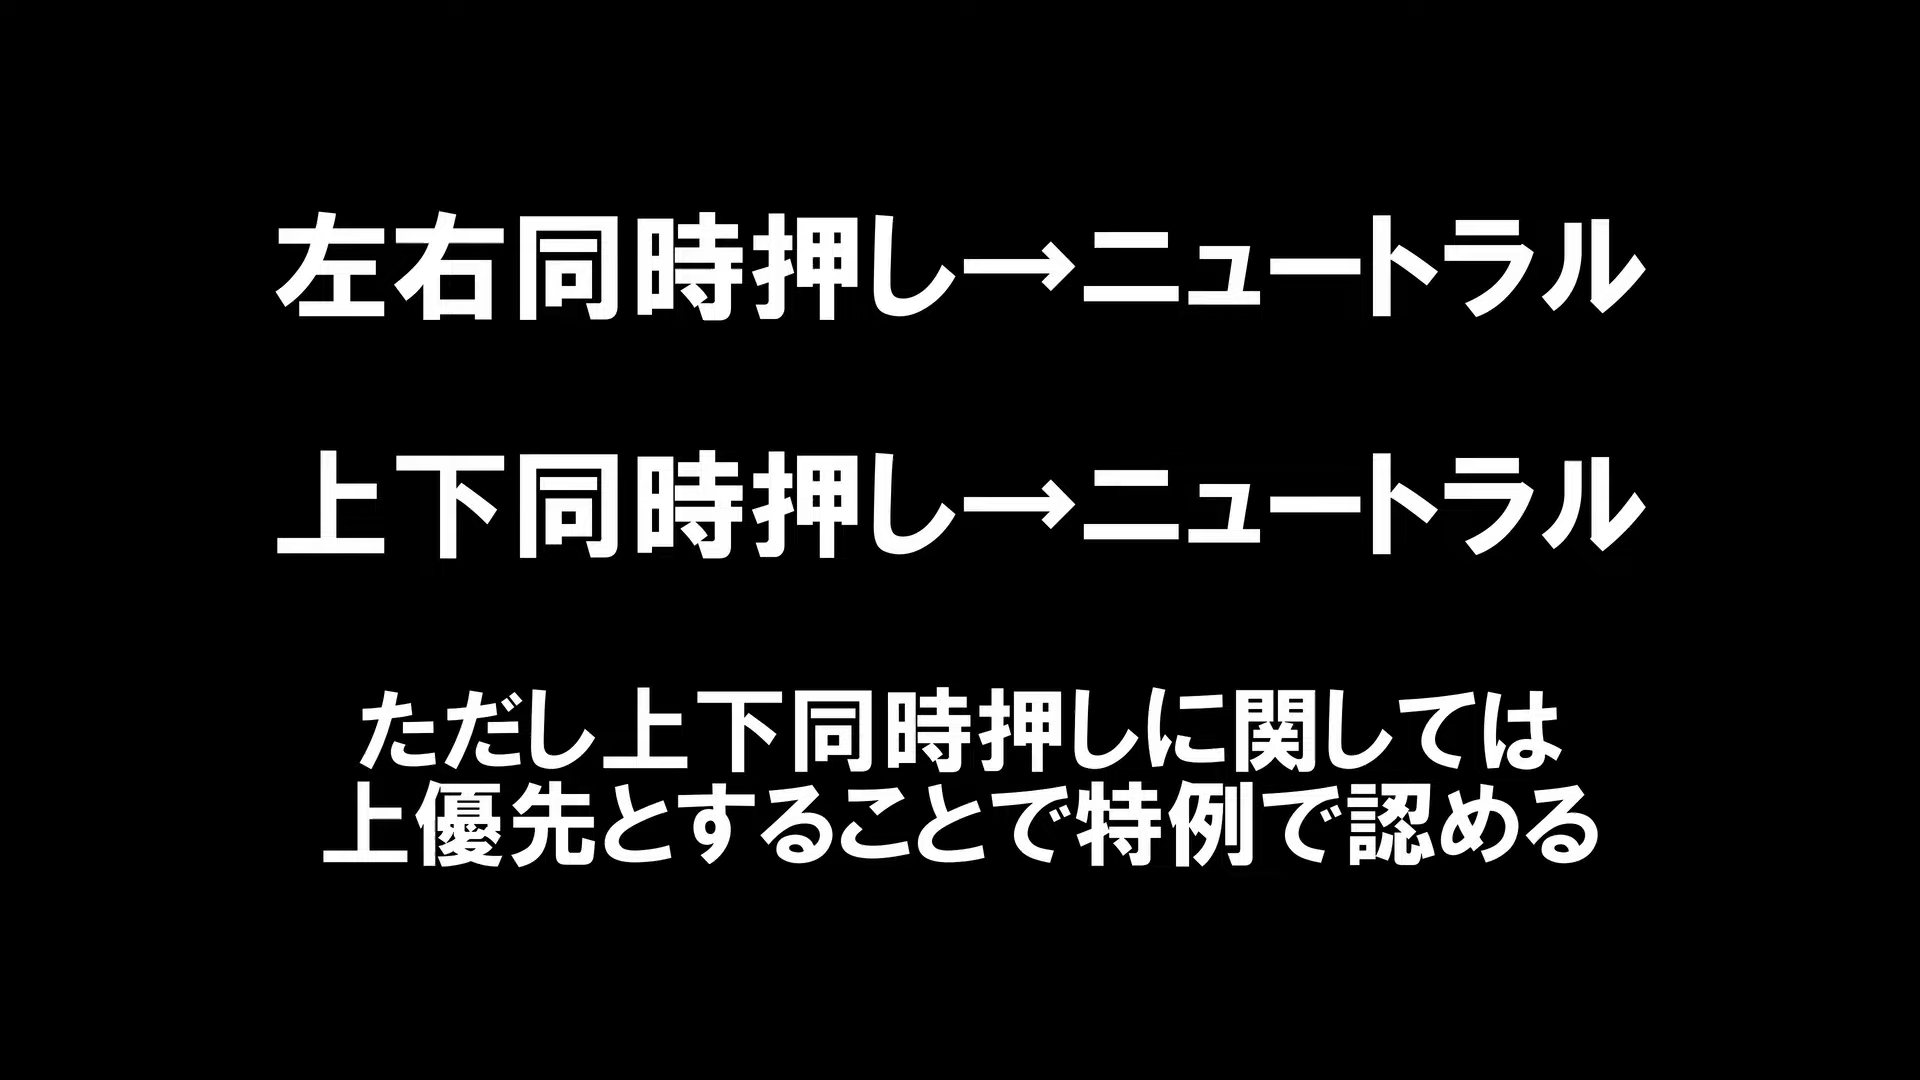 左右同時押し→ニュートラル
上下同時押し→ニュートラル
ただし上下同時押しに関しては
上優先とすることで特例で認める